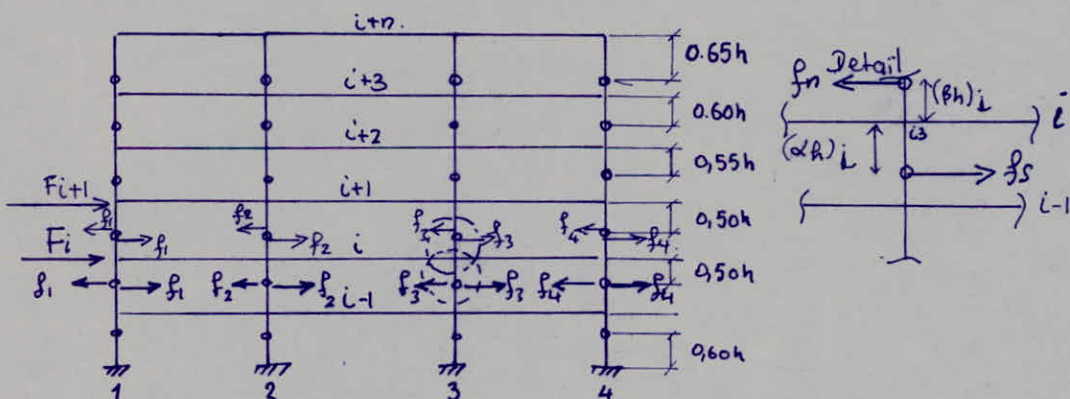 i+n
0.65h
i+3
0.60h
i+2
0,55h
Fi+1
i+1
0,50h
f1 f1 f2 f2 f3 f3 f4 f4
Fi
i
0,50h
f1 f1 f2 f2 f3 f3 f4 f4
i-1
0,60h
1 2 3 4
Detail
fn
(βh)i
i
i3
(αh)i
fs
i-1